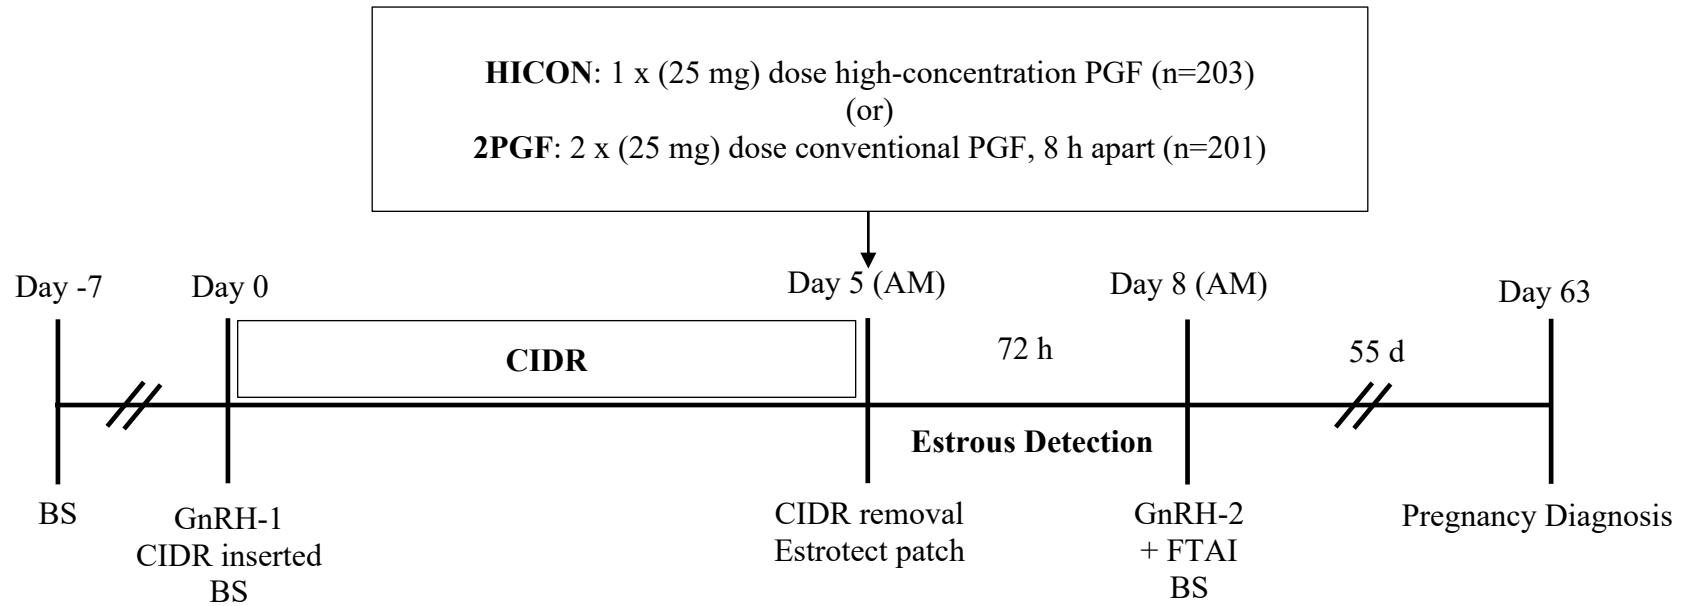 HICON: 1 x (25 mg) dose high-concentration PGF (n=203)
(or)
2PGF: 2 x (25 mg) dose conventional PGF, 8 h apart (n=201)
Day -7
Day 0
Day 5 (AM)
Day 8 (AM)
Day 63
CIDR
72 h
55 d
Estrous Detection
BS
GnRH-1
CIDR inserted
BS
CIDR removal
Estrotect patch
GnRH-2
+ FTAI
BS
Pregnancy Diagnosis